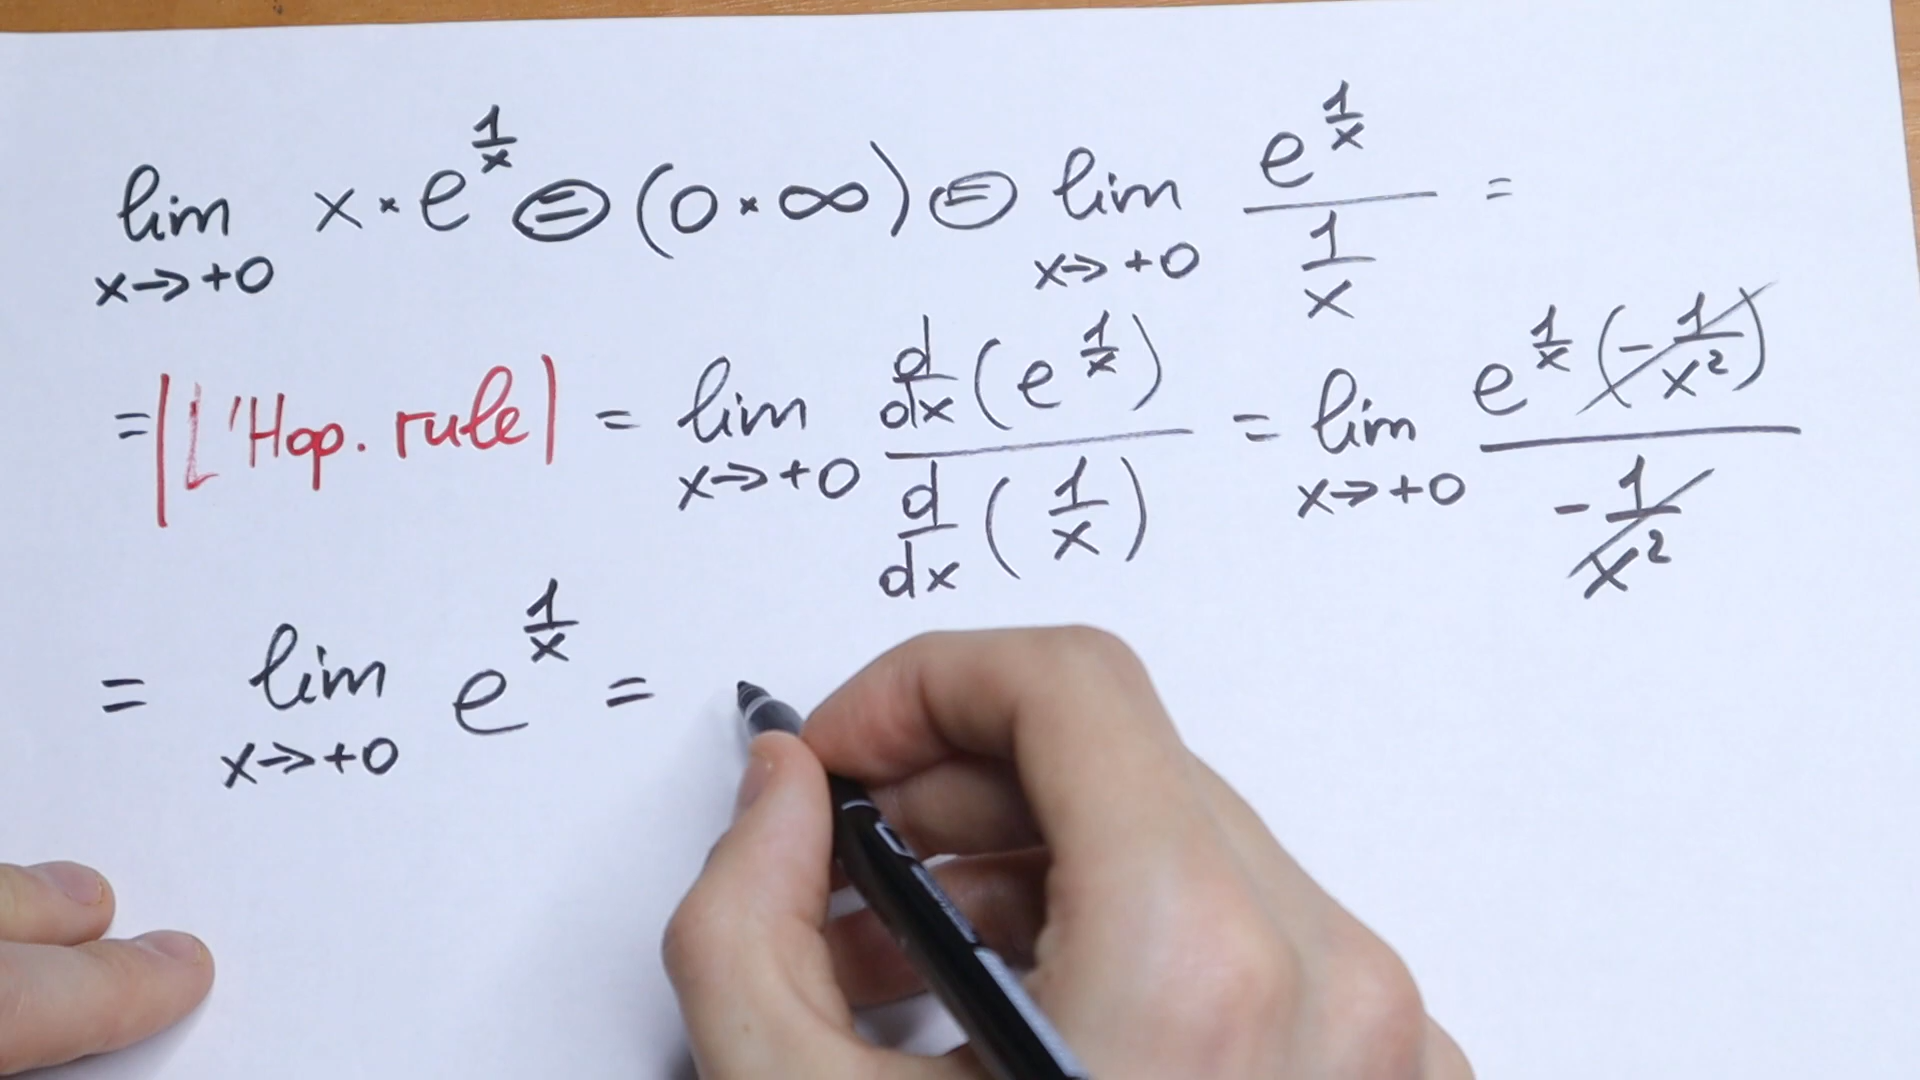 lim x→+0 x · e^(1/x) = (0 · ∞) = lim x→+0 e^(1/x) / (1/x) =
= |L'Hop. rule| = lim x→+0 d/dx (e^(1/x)) / d/dx (1/x) = lim x→+0 e^(1/x) (-1/x²) / -1/x²
= lim x→+0 e^(1/x) =